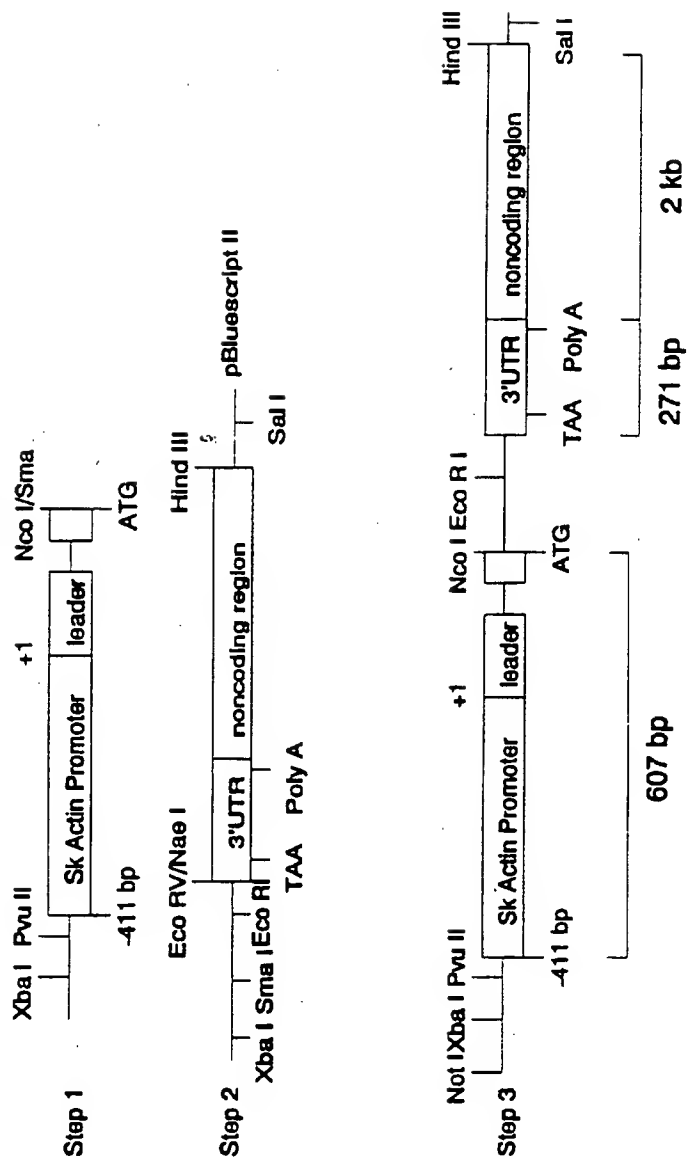 Step 1
Xba I Pvu II
+1
Nco I/Sma
Sk Actin Promoter
leader
-411 bp
ATG
Step 2
Eco RV/Nae I
Hind III
3'UTR
noncoding region
pBluescript II
Xba I Sma I Eco RI
TAA
Poly A
Sal I
Step 3
Not I Xba I Pvu II
+1
Nco I Eco R I
Hind III
Sk Actin Promoter
leader
3'UTR
noncoding region
-411 bp
ATG
TAA
Poly A
Sal I
607 bp
271 bp
2 kb